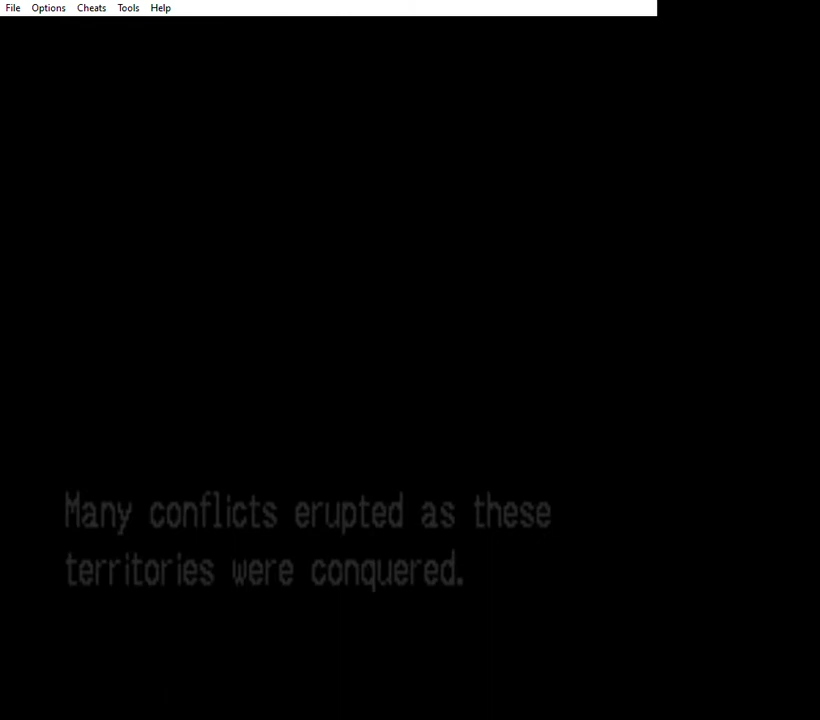 File Options Cheats Tools Help
Many conflicts erupted as these
territories were conquered.